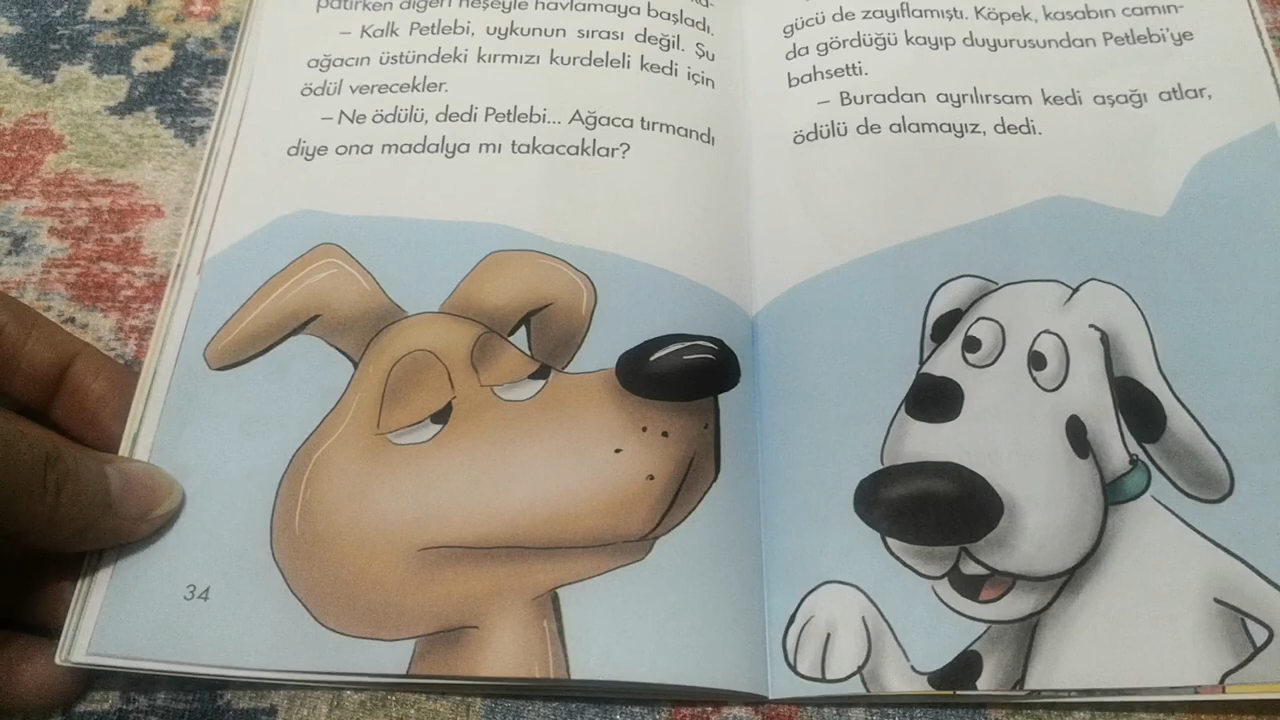 patırken diğeri neşeyle havlamaya başladı.
– Kalk Petlebi, uykunun sırası değil. Şu
ağacın üstündeki kırmızı kurdeleli kedi için
ödül verecekler.
– Ne ödülü, dedi Petlebi... Ağaca tırmandı
diye ona madalya mı takacaklar?
34
gücü de zayıflamıştı. Köpek, kasabın camın-
da gördüğü kayıp duyurusundan Petlebi'ye
bahsetti.
– Buradan ayrılırsam kedi aşağı atlar,
ödülü de alamayız, dedi.